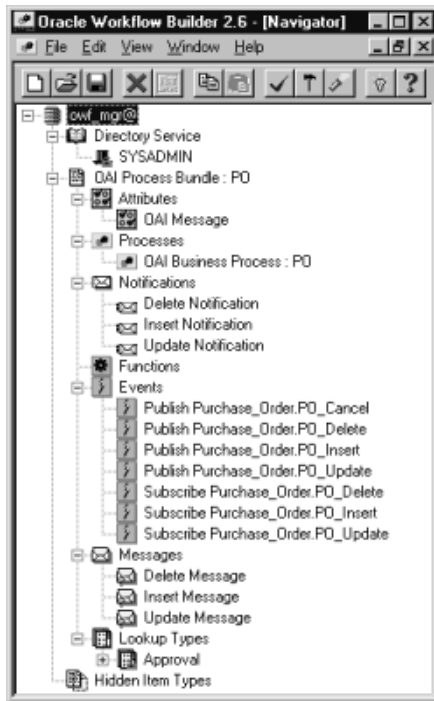 Oracle Workflow Builder 2.6 - [Navigator]
File Edit View Window Help
owf_mgr@
Directory Service
SYSADMIN
OAI Process Bundle : PO
Attributes
OAI Message
Processes
OAI Business Process : PO
Notifications
Delete Notification
Insert Notification
Update Notification
Functions
Events
Publish Purchase_Order.PO_Cancel
Publish Purchase_Order.PO_Delete
Publish Purchase_Order.PO_Insert
Publish Purchase_Order.PO_Update
Subscribe Purchase_Order.PO_Delete
Subscribe Purchase_Order.PO_Insert
Subscribe Purchase_Order.PO_Update
Messages
Delete Message
Insert Message
Update Message
Lookup Types
Approval
Hidden Item Types